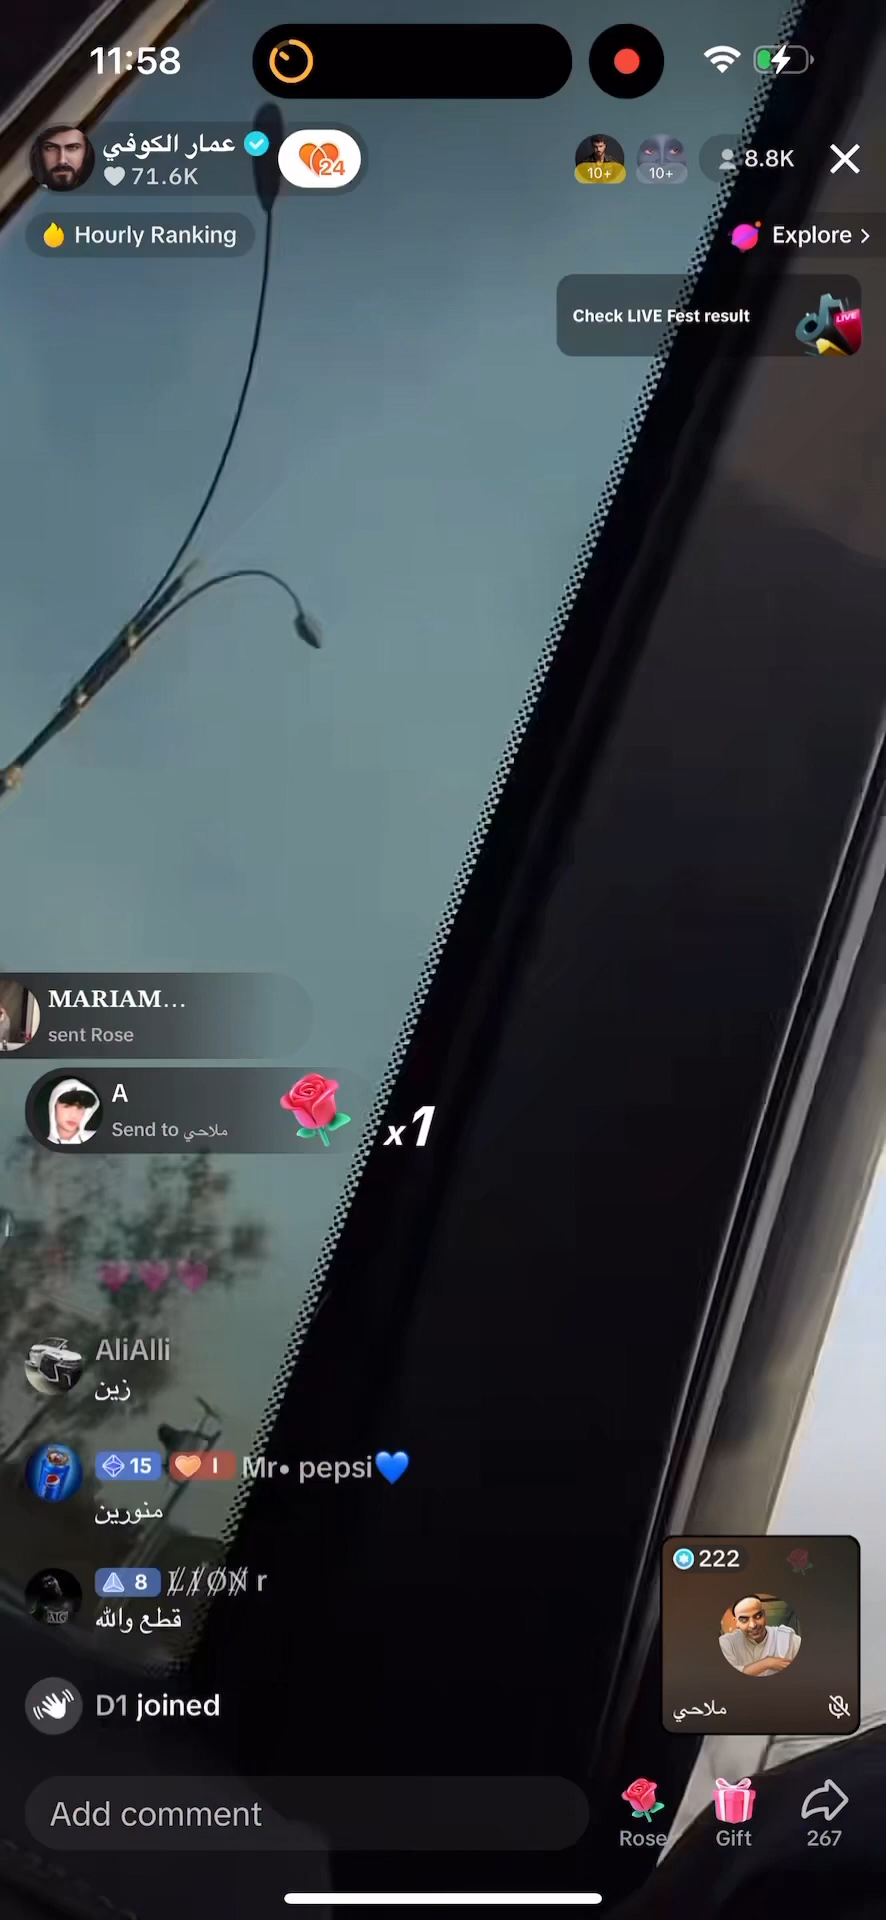 11:58
عمار الكوفي
71.6K
24
10+
10+
8.8K
Hourly Ranking
Explore >
Check LIVE Fest result
LIVE
MARIAM...
sent Rose
A
Send to ملاحي
x1
AliAlli
زين
15
I
Mr• pepsi💙
منورين
8
L̸I̸O̸N̸ r
قطع والله
D1 joined
222
ملاحي
Add comment
Rose
Gift
267